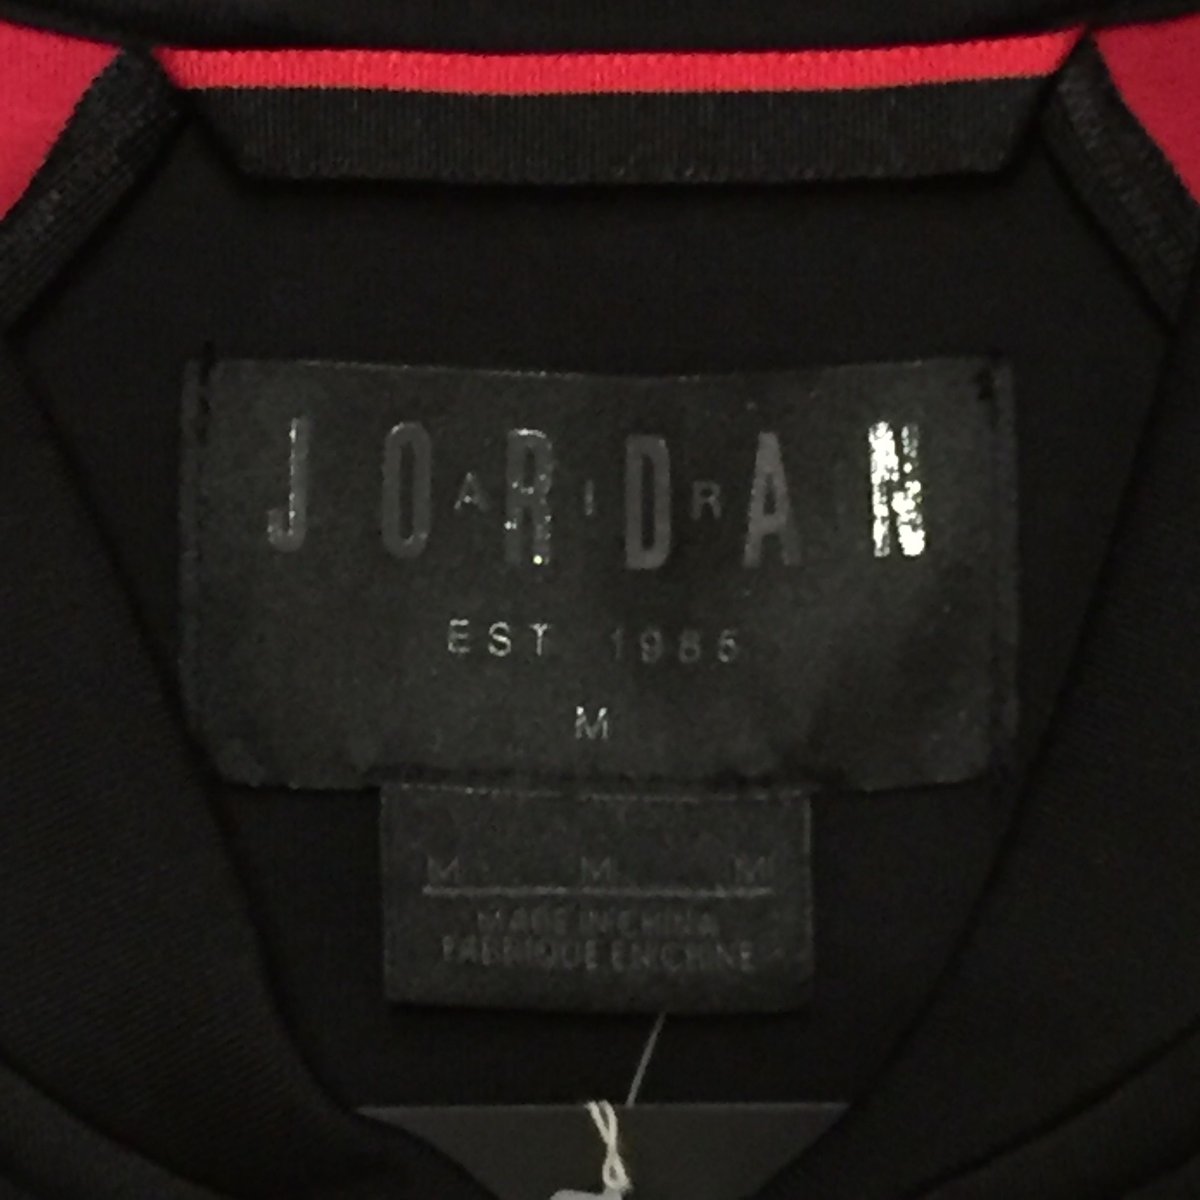 JORDAN
AIR
EST 1985
M
M M M
MADE IN CHINA
FABRIQUE EN CHINE